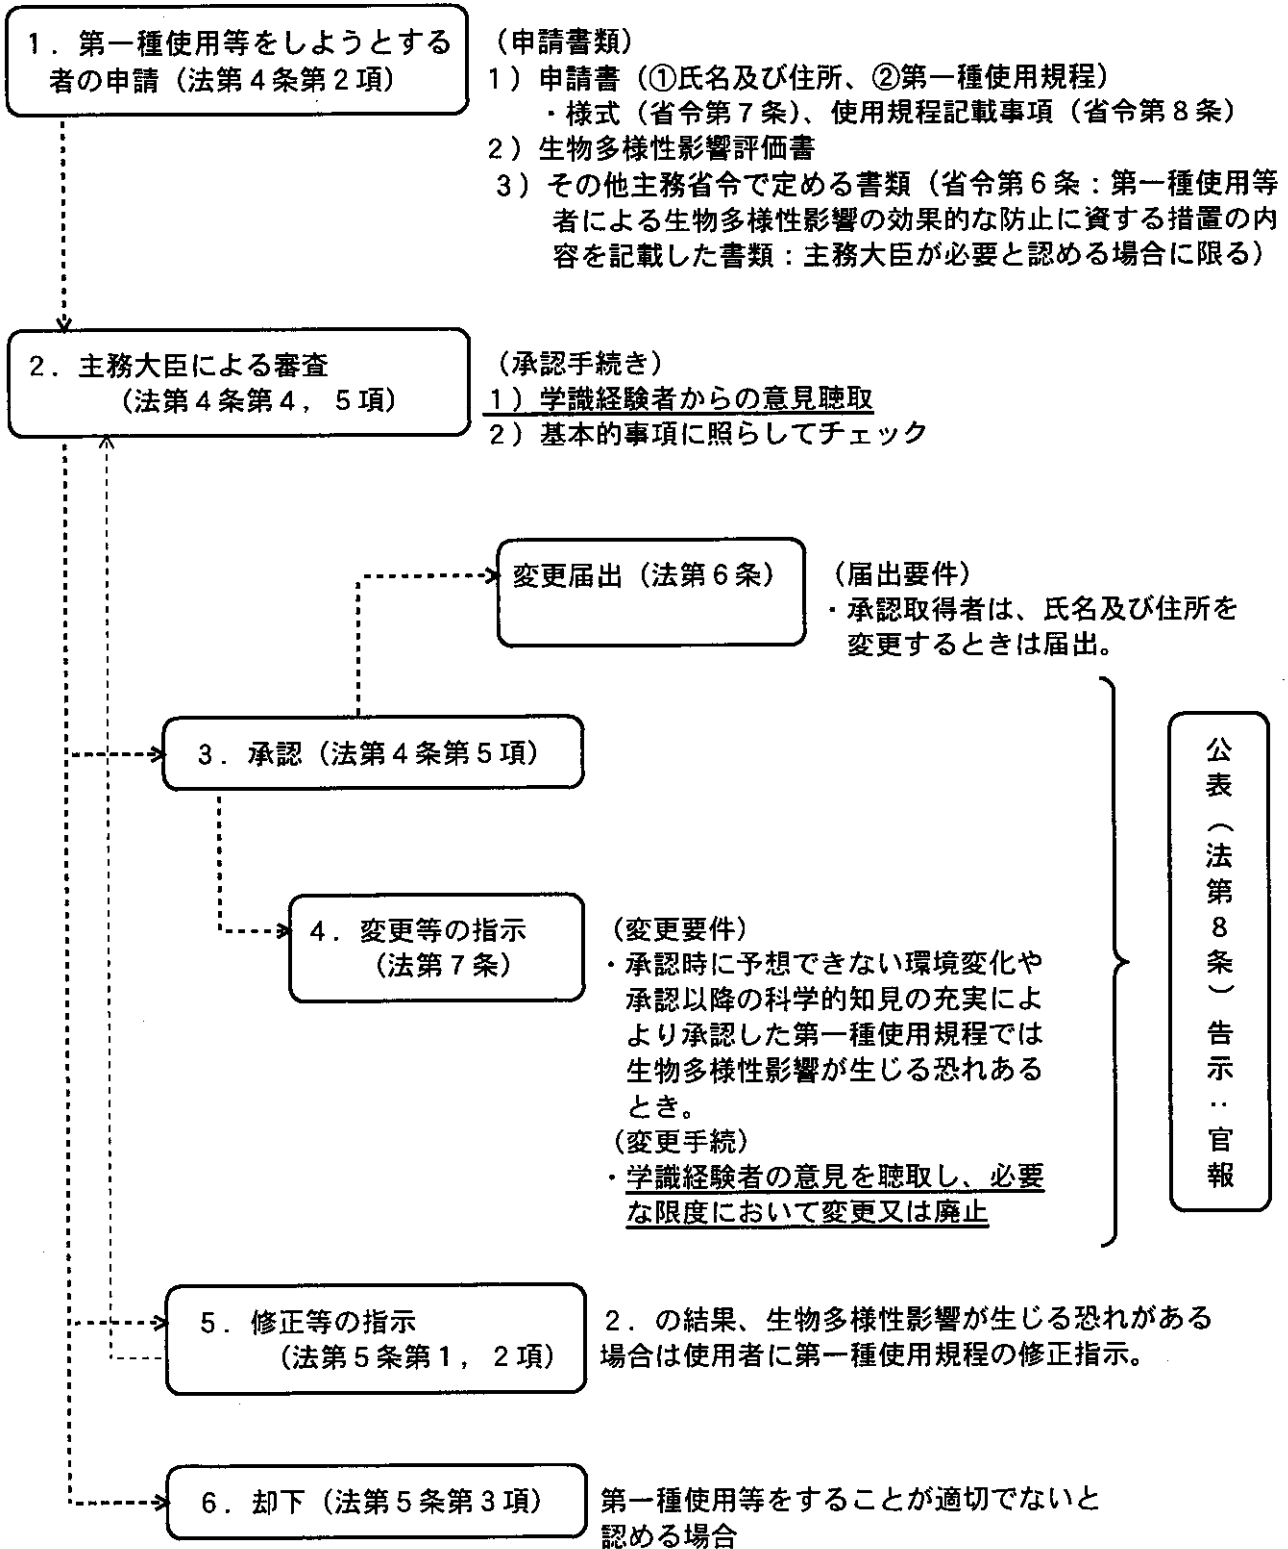 1．第一種使用等をしようとする
者の申請（法第4条第2項）
（申請書類）
1）申請書（①氏名及び住所、②第一種使用規程）
・様式（省令第7条）、使用規程記載事項（省令第8条）
2）生物多様性影響評価書
3）その他主務省令で定める書類（省令第6条：第一種使用等
者による生物多様性影響の効果的な防止に資する措置の内
容を記載した書類：主務大臣が必要と認める場合に限る）
2．主務大臣による審査
（法第4条第4，5項）
（承認手続き）
1）学識経験者からの意見聴取
2）基本的事項に照らしてチェック
変更届出（法第6条）
（届出要件）
・承認取得者は、氏名及び住所を
変更するときは届出。
3．承認（法第4条第5項）
4．変更等の指示
（法第7条）
（変更要件）
・承認時に予想できない環境変化や
承認以降の科学的知見の充実によ
より承認した第一種使用規程では
生物多様性影響が生じる恐れある
とき。
（変更手続）
・学識経験者の意見を聴取し、必要
な限度において変更又は廃止
公表（法第8条）告示：官報
5．修正等の指示
（法第5条第1，2項）
2．の結果、生物多様性影響が生じる恐れがある
場合は使用者に第一種使用規程の修正指示。
6．却下（法第5条第3項）
第一種使用等をすることが適切でないと
認める場合